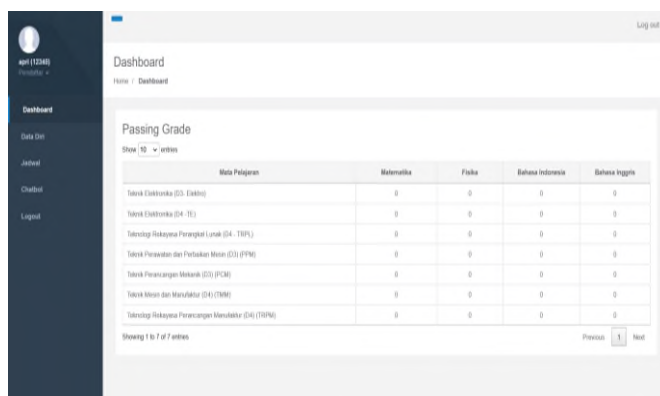 Log out
apri (12340)
Pendaftar
Dashboard
Data Diri
Jadwal
Chatbot
Logout
Dashboard
Home / Dashboard
Passing Grade
Show 10 entries
Mata Pelajaran Matematika Fisika Bahasa Indonesia Bahasa Inggris
Teknik Elektronika (D3- Elektro) 0 0 0 0
Teknik Elektronika (D4 -TE) 0 0 0 0
Teknologi Rekayasa Perangkat Lunak (D4 - TRPL) 0 0 0 0
Teknik Perawatan dan Perbaikan Mesin (D3) (PPM) 0 0 0 0
Teknik Perancangan Mekanik (D3) (PCM) 0 0 0 0
Teknik Mesin dan Manufaktur (D4) (TMM) 0 0 0 0
Teknologi Rekayasa Perancangan Manufaktur (D4) (TRPM) 0 0 0 0
Showing 1 to 7 of 7 entries
Previous 1 Next